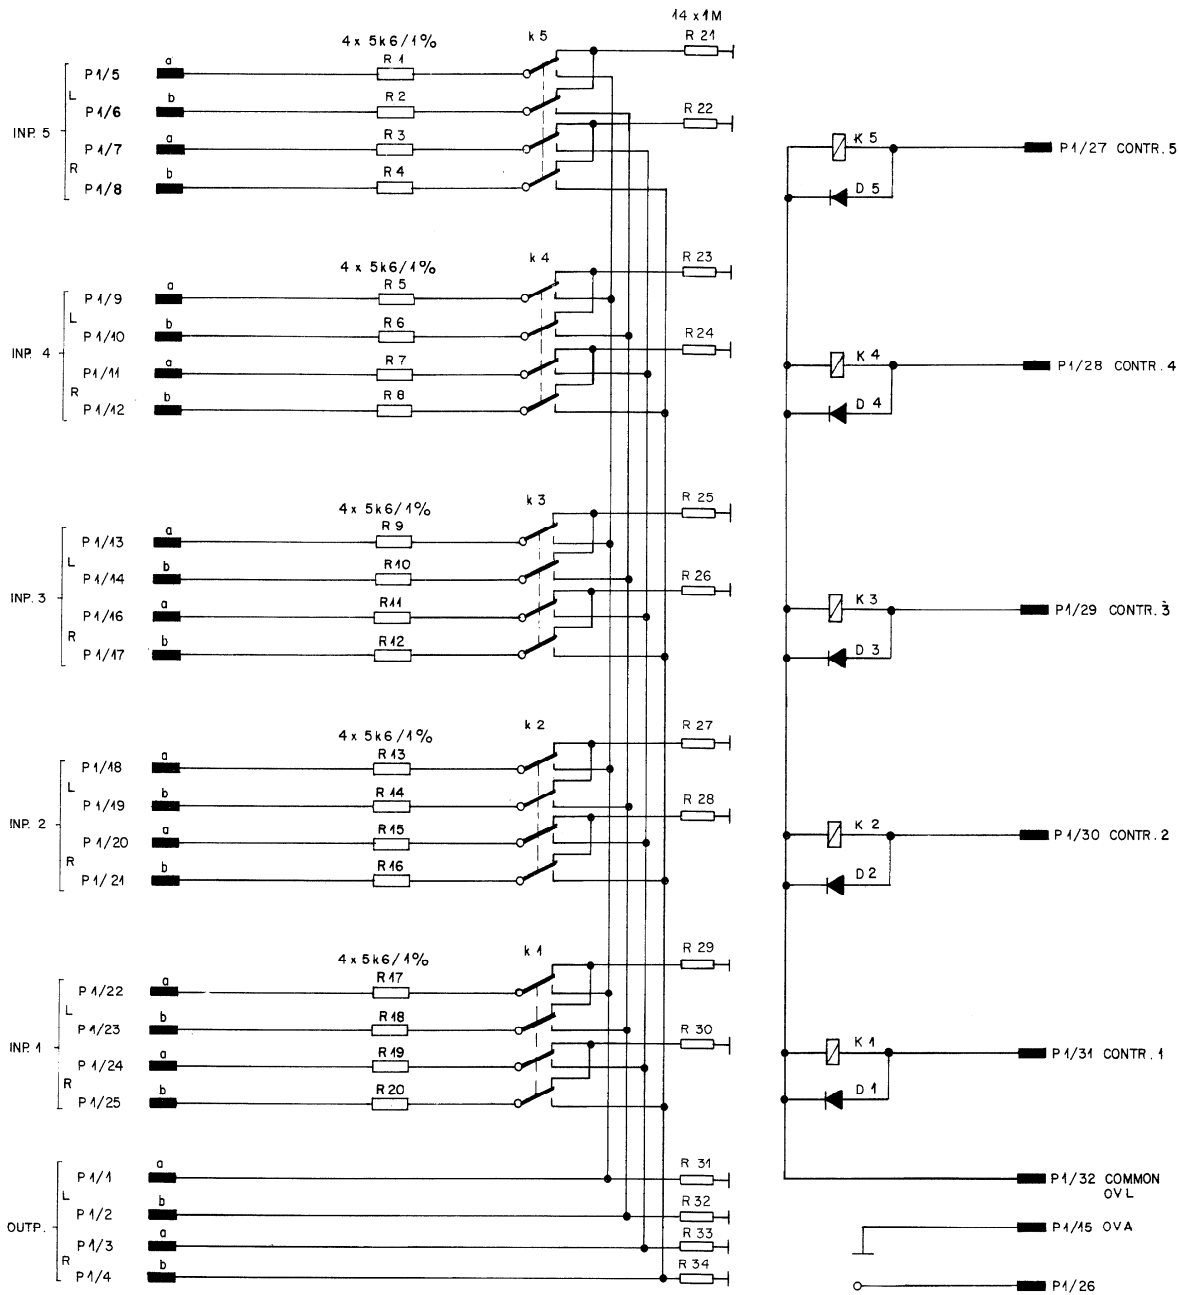 14 x 1M
4 x 5k6/1%
k 5
R 21
a
R 1
P1/5
L
b
R 2
P1/6
R 22
INP. 5
a
R 3
P1/7
R
b
R 4
P1/8
K 5
P1/27 CONTR. 5
D 5
4 x 5k6/1%
k 4
R 23
a
R 5
P1/9
L
b
R 6
P1/10
R 24
INP. 4
a
R 7
P1/11
R
b
R 8
P1/12
K 4
P1/28 CONTR. 4
D 4
4 x 5k6/1%
k 3
R 25
a
R 9
P1/13
L
b
R10
P1/14
R 26
INP. 3
a
R11
P1/16
R
b
R12
P1/17
K 3
P1/29 CONTR. 3
D 3
4 x 5k6/1%
k 2
R 27
a
R13
P1/18
L
b
R 14
P1/19
R 28
INP. 2
a
R15
P1/20
R
b
R16
P1/21
K 2
P1/30 CONTR. 2
D 2
4 x 5k6/1%
k 1
R 29
a
R17
P1/22
L
b
R18
P1/23
R 30
INP. 1
a
R19
P1/24
R
b
R20
P1/25
K 1
P1/31 CONTR. 1
D 1
a
R 31
P1/1
L
b
R 32
P1/2
OUTP.
a
R 33
P1/3
R
b
R 34
P1/4
P1/32 COMMON
OVL
P1/15 OVA
P1/26